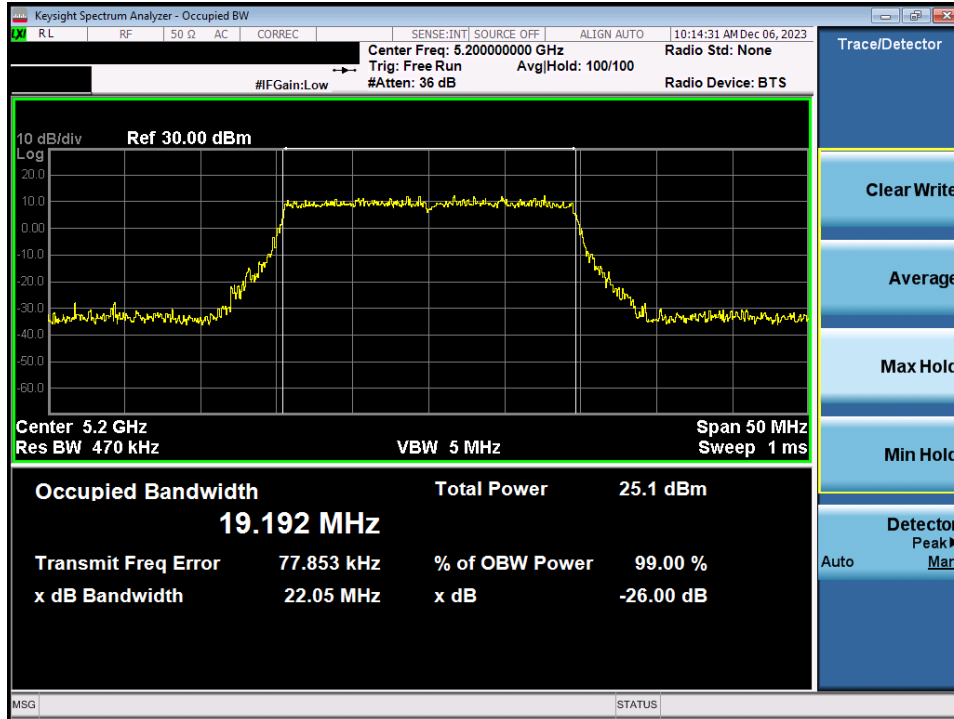 Keysight Spectrum Analyzer - Occupied BW
LXI RL RF 50 Ω AC CORREC SENSE:INT SOURCE OFF ALIGN AUTO 10:14:31 AM Dec 06, 2023
Center Freq: 5.200000000 GHz Radio Std: None
Trig: Free Run Avg|Hold: 100/100
#IFGain:Low #Atten: 36 dB Radio Device: BTS
Trace/Detector
10 dB/div Ref 30.00 dBm
Log
20.0
10.0
0.00
-10.0
-20.0
-30.0
-40.0
-50.0
-60.0
Center 5.2 GHz Span 50 MHz
Res BW 470 kHz VBW 5 MHz Sweep 1 ms
Occupied Bandwidth Total Power 25.1 dBm
19.192 MHz
Transmit Freq Error 77.853 kHz % of OBW Power 99.00 %
x dB Bandwidth 22.05 MHz x dB -26.00 dB
Clear Write
Average
Max Hold
Min Hold
Detector
Peak
Auto Man
MSG STATUS